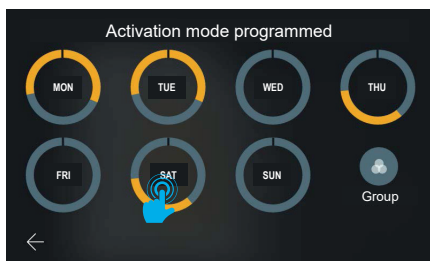 Activation mode programmed
MON
TUE
WED
THU
FRI
SAT
SUN
Group